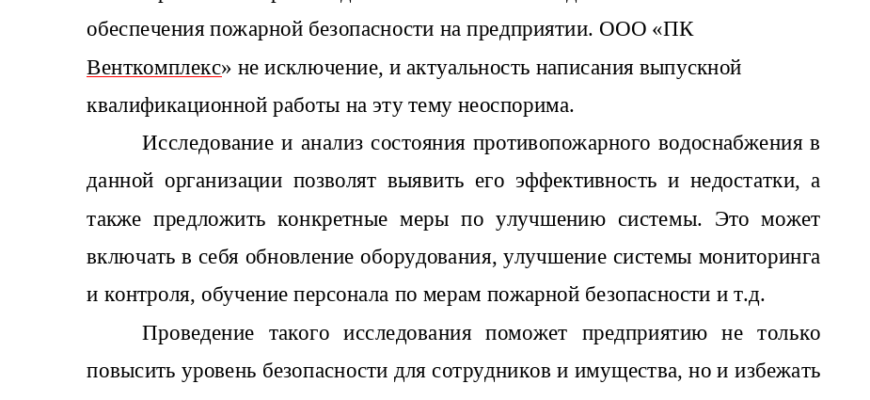 обеспечения пожарной безопасности на предприятии. ООО «ПК
Венткомплекс» не исключение, и актуальность написания выпускной
квалификационной работы на эту тему неоспорима.
Исследование и анализ состояния противопожарного водоснабжения в
данной организации позволят выявить его эффективность и недостатки, а
также предложить конкретные меры по улучшению системы. Это может
включать в себя обновление оборудования, улучшение системы мониторинга
и контроля, обучение персонала по мерам пожарной безопасности и т.д.
Проведение такого исследования поможет предприятию не только
повысить уровень безопасности для сотрудников и имущества, но и избежать